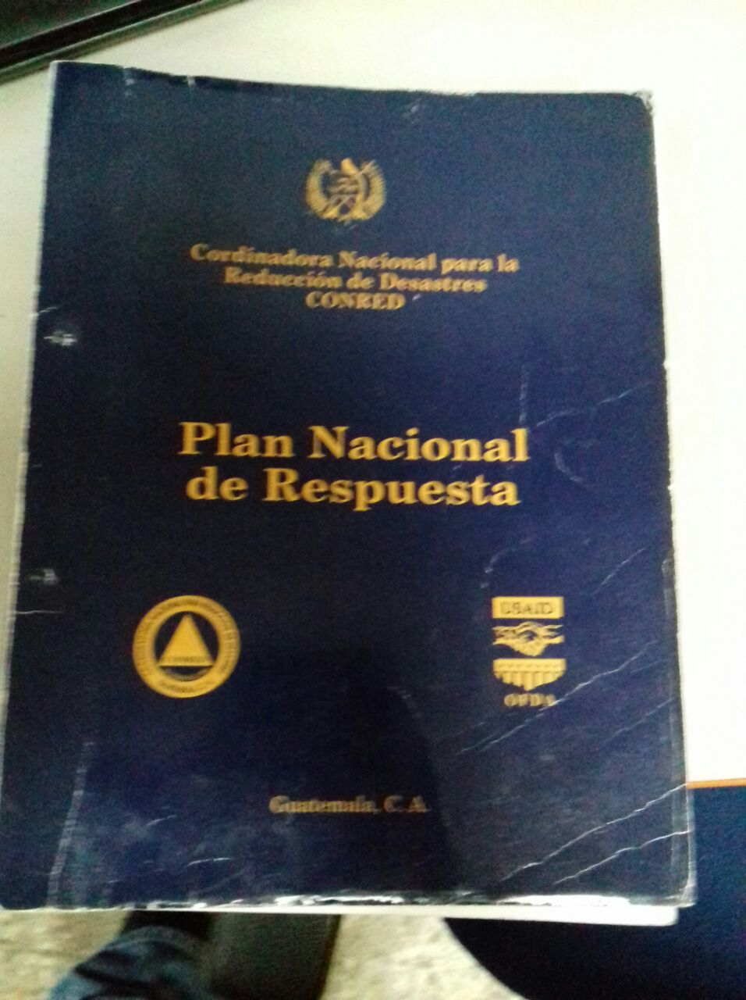 Cordinadora Nacional para la
Reducción de Desastres
CONRED
Plan Nacional
de Respuesta
USAID
OFDA
Guatemala, C. A.